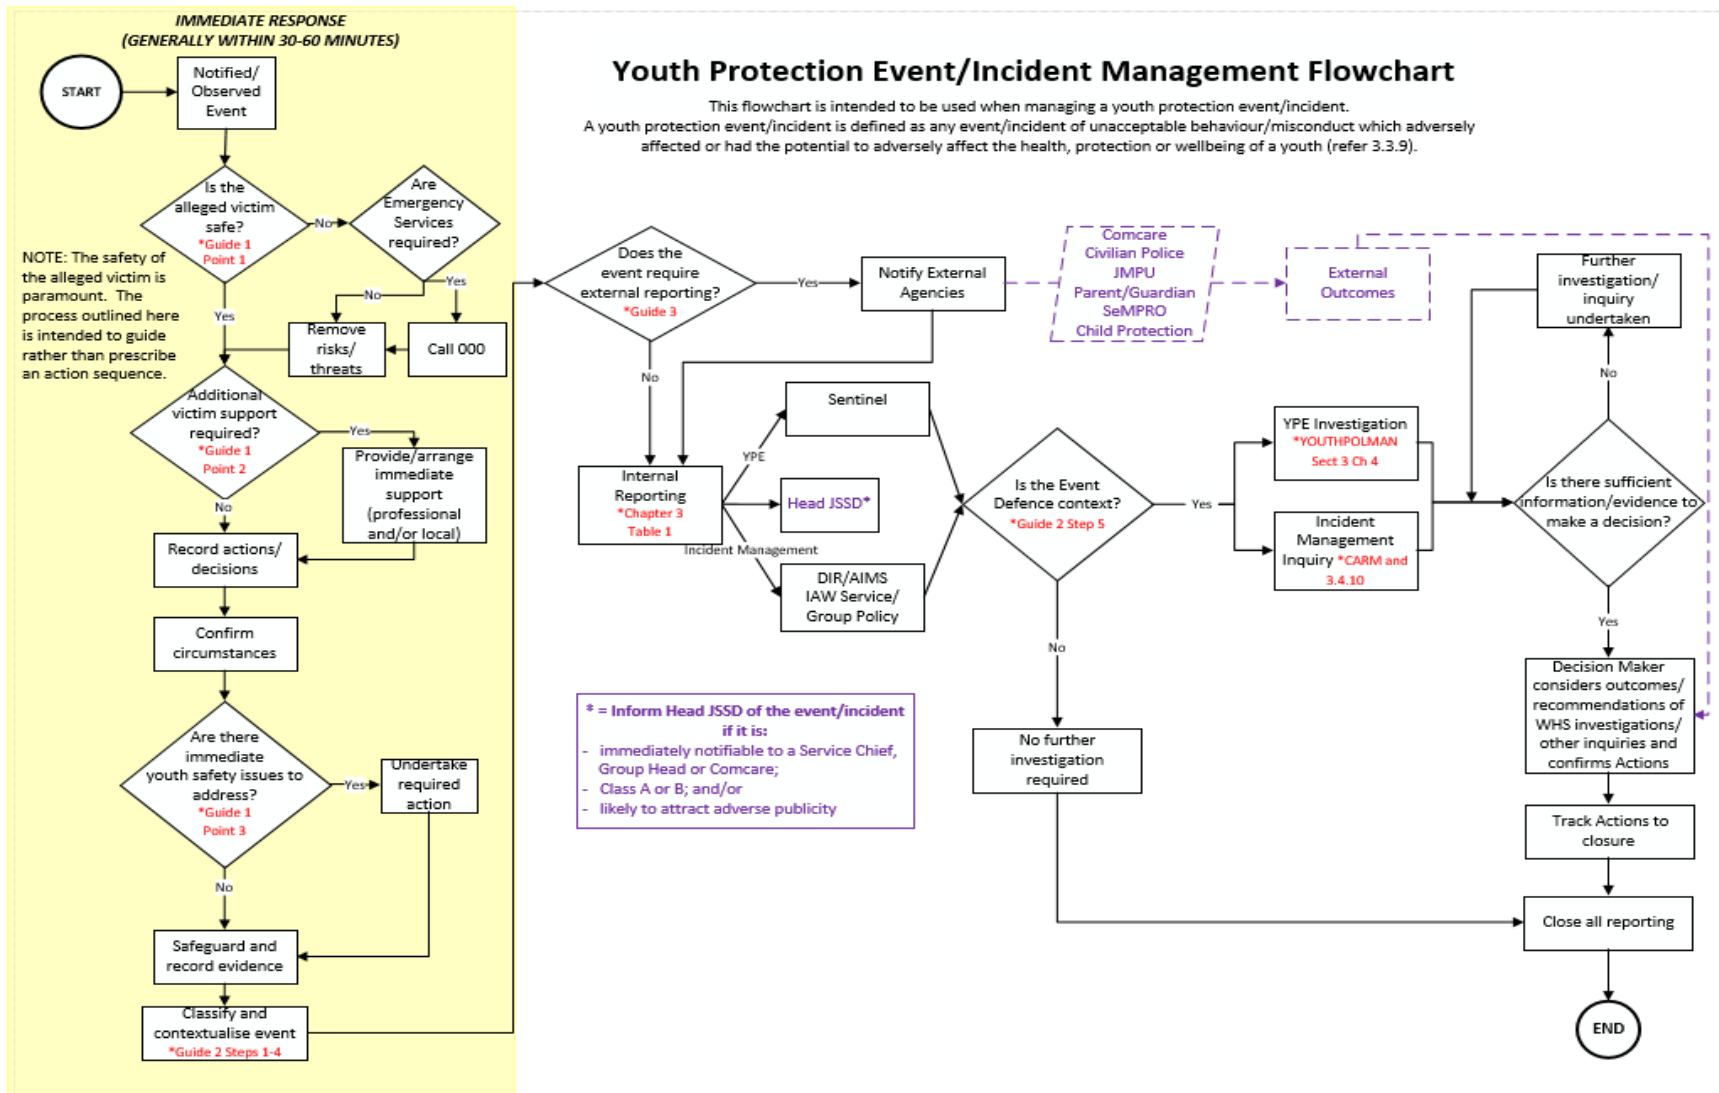 IMMEDIATE RESPONSE
(GENERALLY WITHIN 30-60 MINUTES)
START
Notified/
Observed
Event
Is the
alleged victim
safe?
*Guide 1
Point 1
No
Are
Emergency
Services
required?
NOTE: The safety of
the alleged victim is
paramount. The
process outlined here
is intended to guide
rather than prescribe
an action sequence.
Yes
No
Yes
Remove
risks/
threats
Call 000
Additional
victim support
required?
*Guide 1
Point 2
Yes
Provide/arrange
immediate
support
(professional
and/or local)
No
Record actions/
decisions
Confirm
circumstances
Are there
immediate
youth safety issues to
address?
*Guide 1
Point 3
Yes
Undertake
required
action
No
Safeguard and
record evidence
Classify and
contextualise event
*Guide 2 Steps 1-4
Youth Protection Event/Incident Management Flowchart
This flowchart is intended to be used when managing a youth protection event/incident.
A youth protection event/incident is defined as any event/incident of unacceptable behaviour/misconduct which adversely
affected or had the potential to adversely affect the health, protection or wellbeing of a youth (refer 3.3.9).
Does the
event require
external reporting?
*Guide 3
Yes
Notify External
Agencies
Comcare
Civilian Police
JMPU
Parent/Guardian
SeMPRO
Child Protection
External
Outcomes
No
Internal
Reporting
*Chapter 3
Table 1
YPE
Sentinel
Head JSSD*
Incident Management
DIR/AIMS
IAW Service/
Group Policy
Is the Event
Defence context?
*Guide 2 Step 5
Yes
No
YPE Investigation
*YOUTHPOLMAN
Sect 3 Ch 4
Incident
Management
Inquiry *CARM and
3.4.10
Further
investigation/
inquiry
undertaken
No
Is there sufficient
information/evidence to
make a decision?
Yes
Decision Maker
considers outcomes/
recommendations of
WHS investigations/
other inquiries and
confirms Actions
Track Actions to
closure
Close all reporting
END
No further
investigation
required
* = Inform Head JSSD of the event/incident
if it is:
- immediately notifiable to a Service Chief,
Group Head or Comcare;
- Class A or B; and/or
- likely to attract adverse publicity